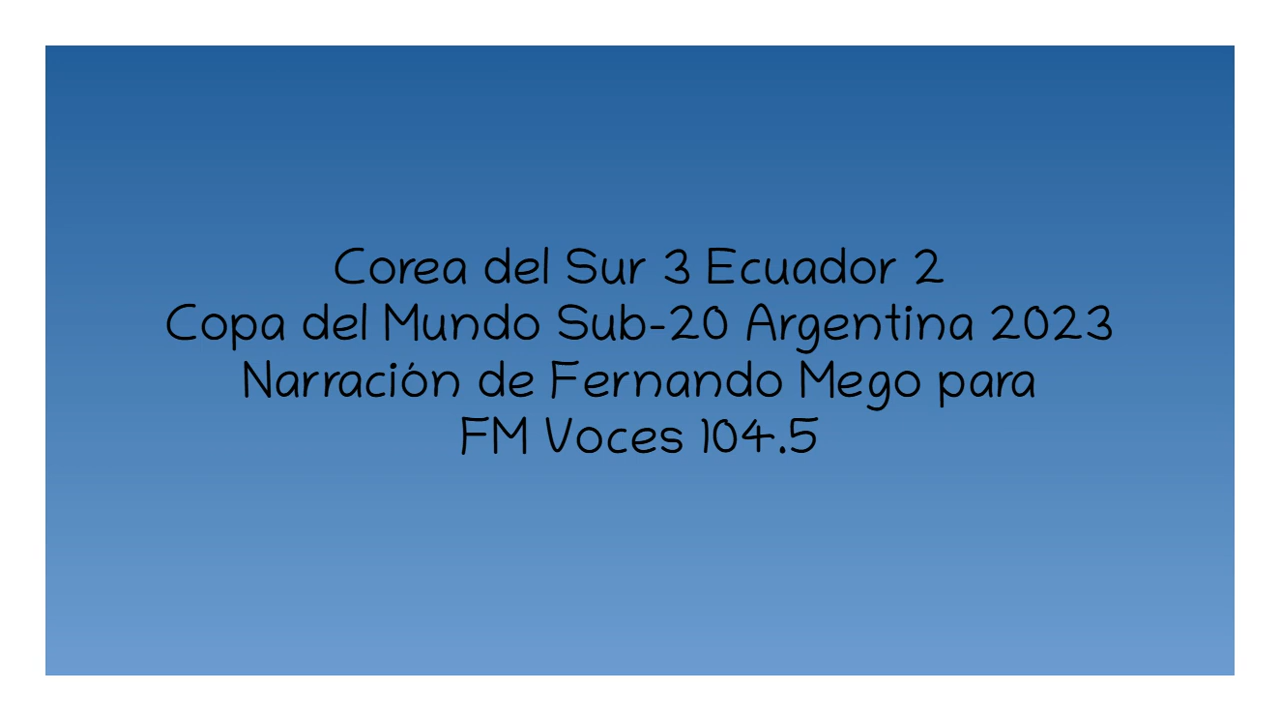 Corea del Sur 3 Ecuador 2
Copa del Mundo Sub-20 Argentina 2023
Narración de Fernando Mego para
FM Voces 104.5